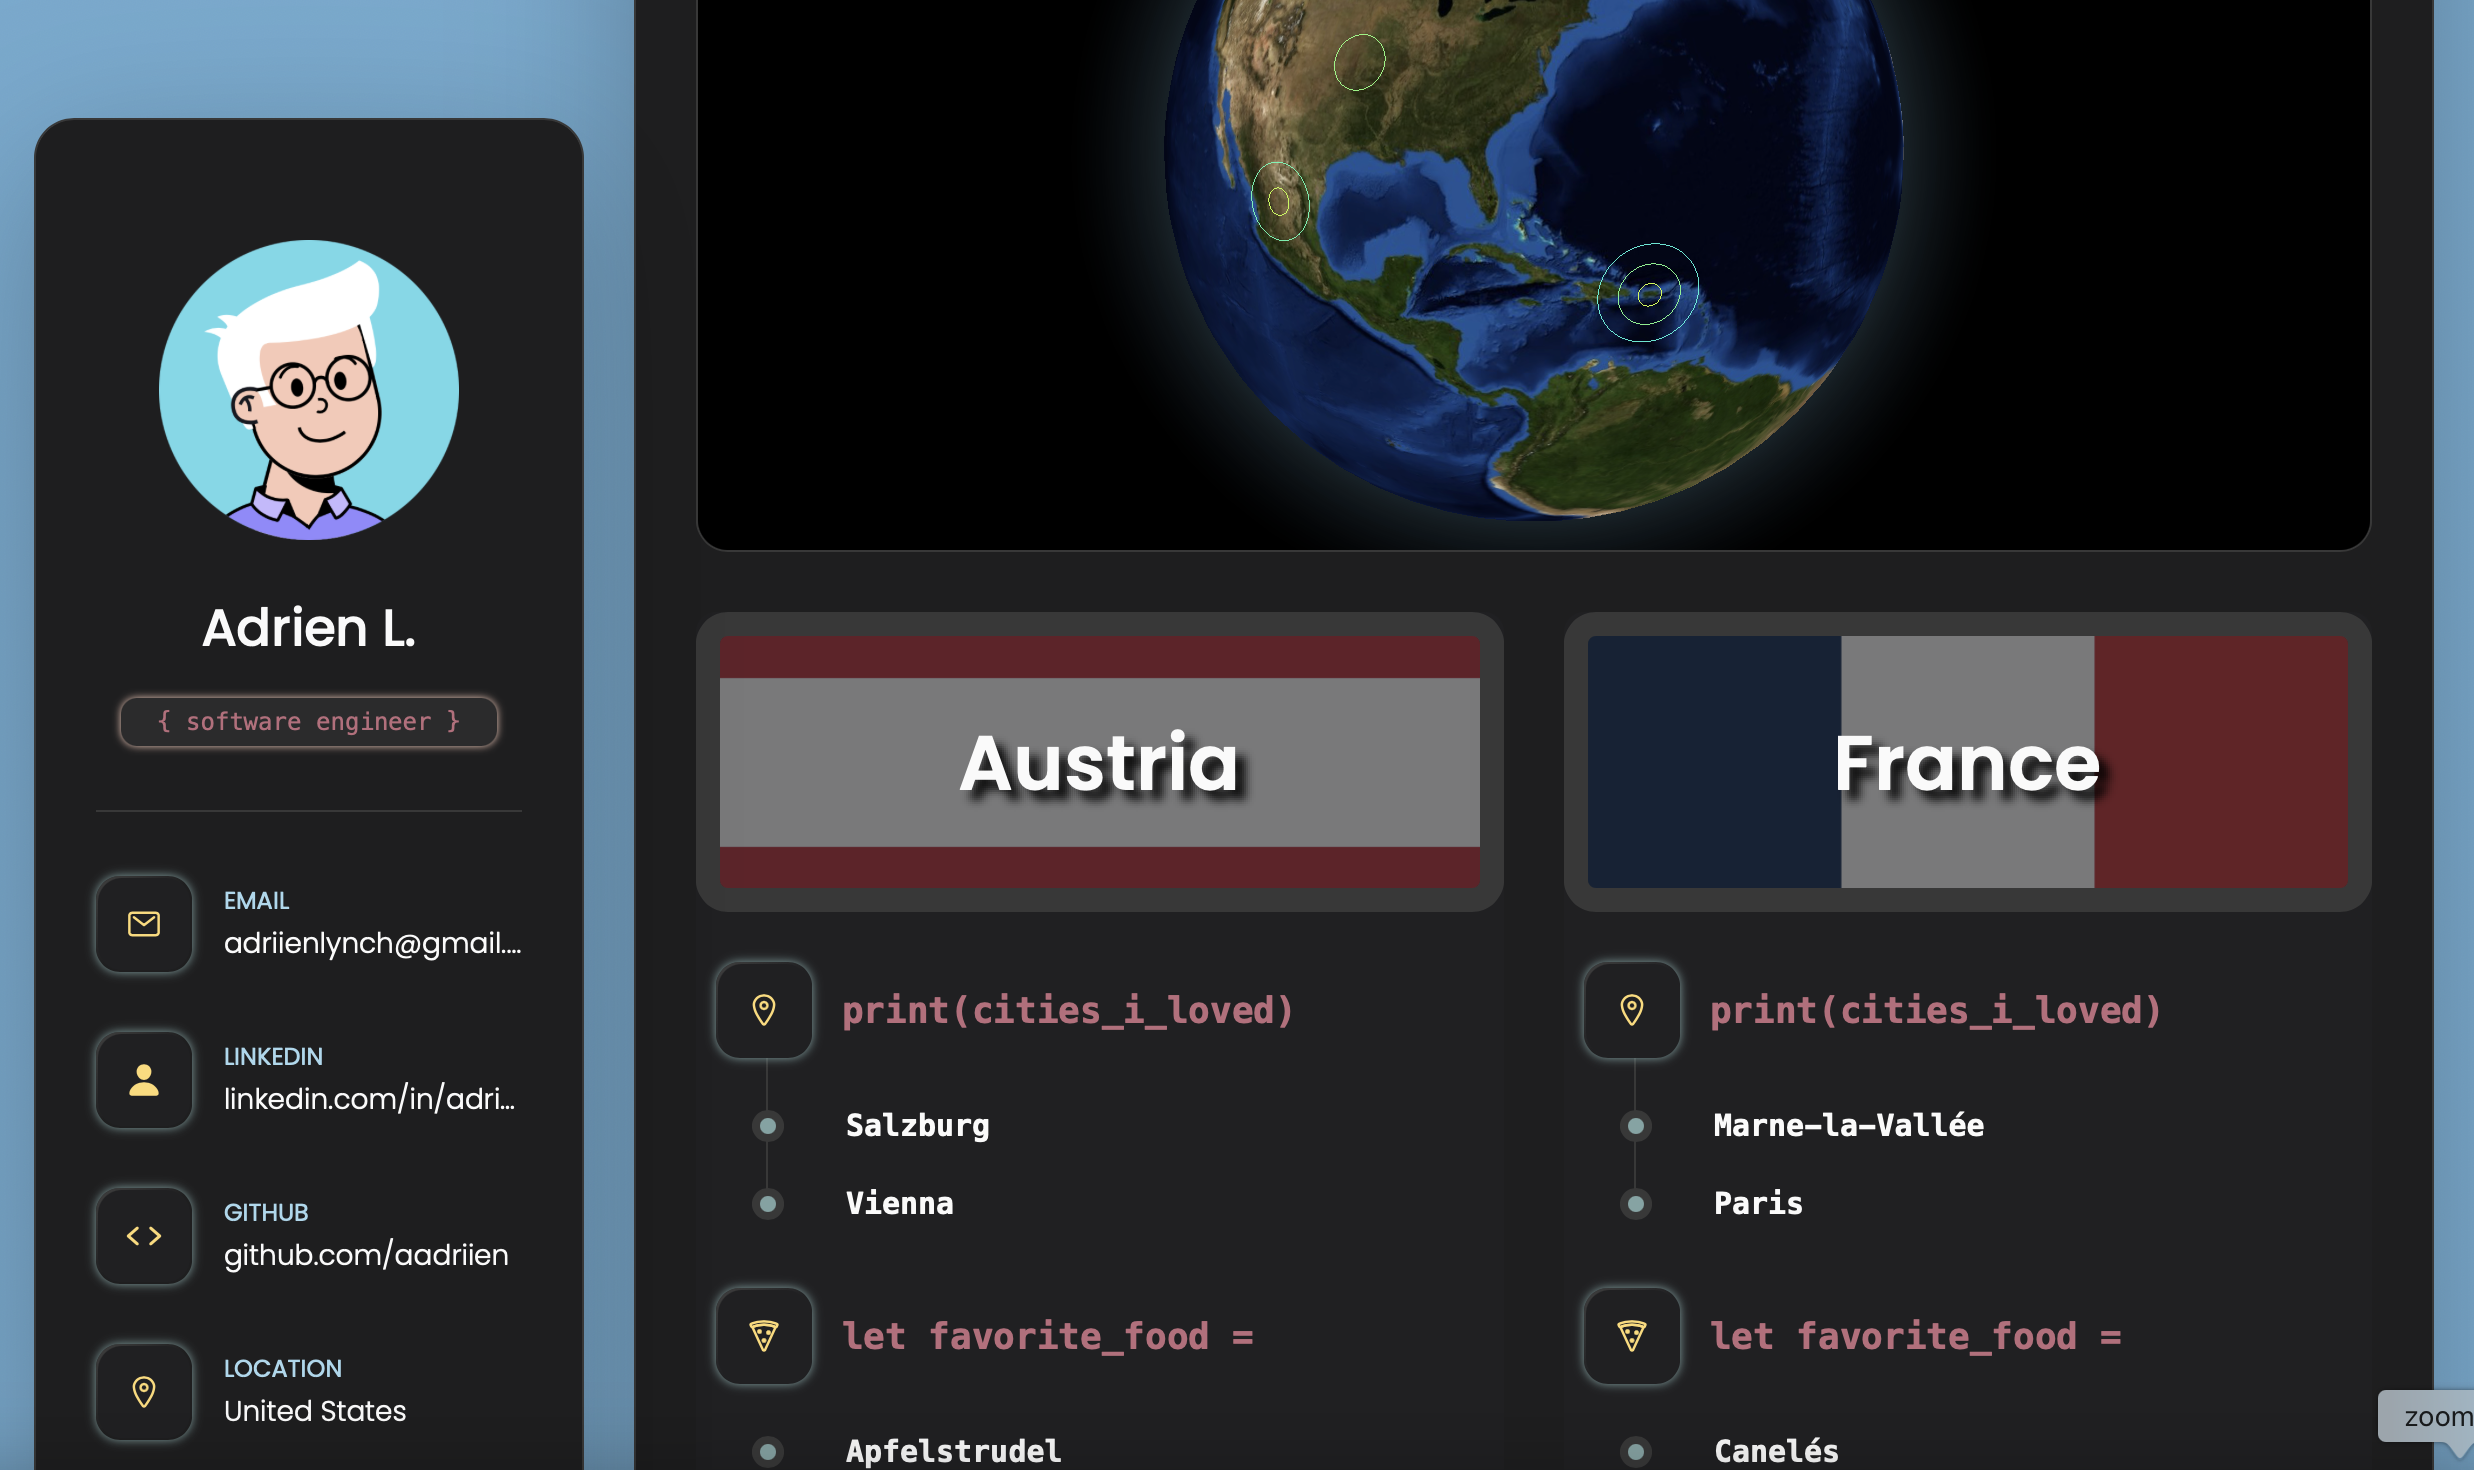 Adrien L.
{ software engineer }
EMAIL
adriienlynch@gmail....
LINKEDIN
linkedin.com/in/adri...
GITHUB
github.com/aadriien
LOCATION
United States
Austria
print(cities_i_loved)
Salzburg
Vienna
let favorite_food =
Apfelstrudel
France
print(cities_i_loved)
Marne-la-Vallée
Paris
let favorite_food =
Canelés
zoom